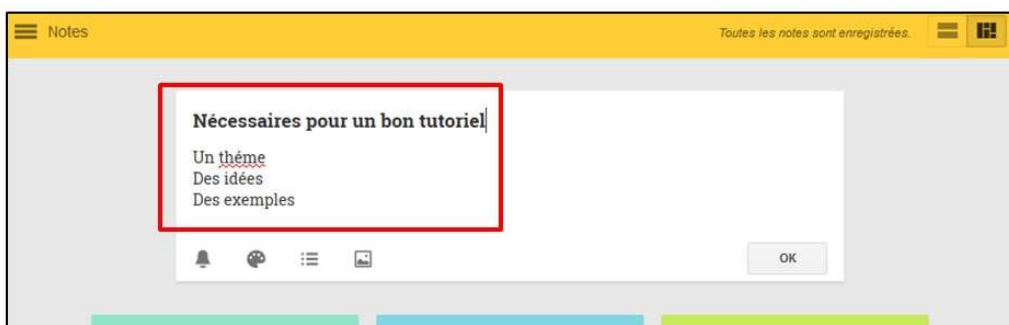 Notes
Toutes les notes sont enregistrées.
Nécessaires pour un bon tutoriel
Un théme
Des idées
Des exemples
OK